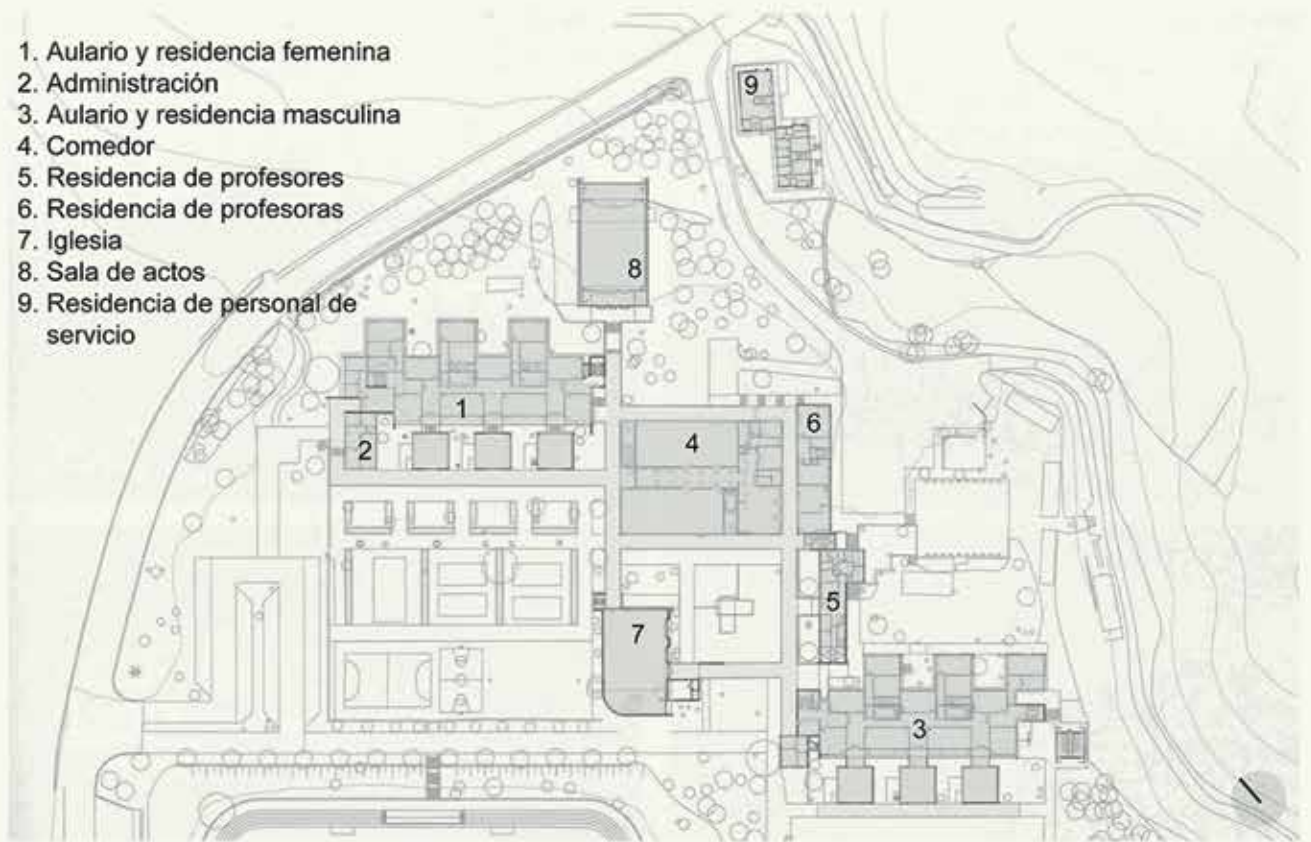 1. Aulario y residencia femenina
2. Administración
3. Aulario y residencia masculina
4. Comedor
5. Residencia de profesores
6. Residencia de profesoras
7. Iglesia
8. Sala de actos
9. Residencia de personal de
servicio
9
8
1
2
4
6
5
7
3